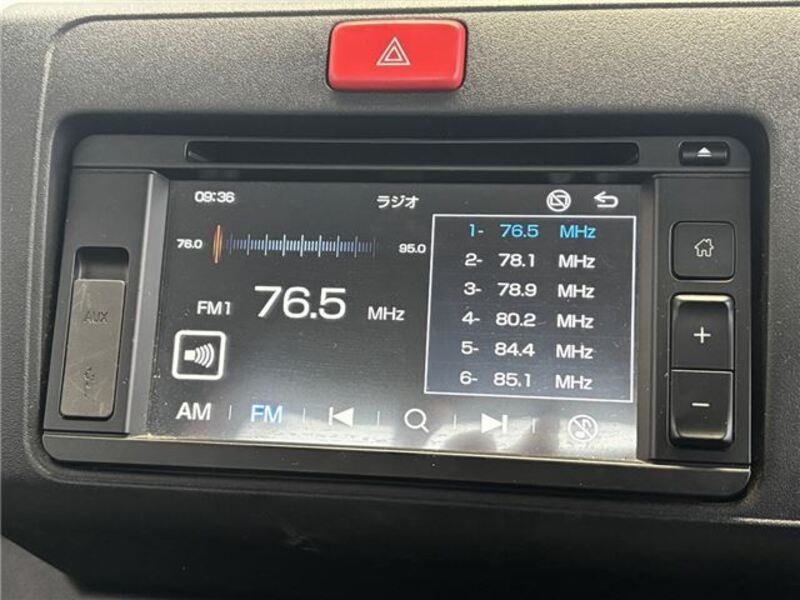 09:36
ラジオ
76.0
95.0
FM1
76.5 MHz
1- 76.5 MHz
2- 78.1 MHz
3- 78.9 MHz
4- 80.2 MHz
5- 84.4 MHz
6- 85.1 MHz
AM
FM
AUX
+
−